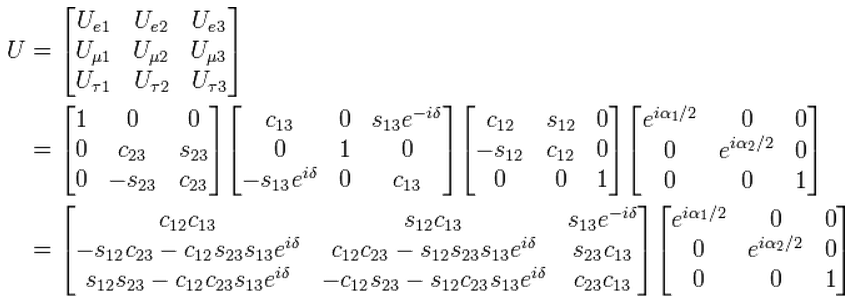 U = [U_{e1} U_{e2} U_{e3}
U_{μ1} U_{μ2} U_{μ3}
U_{τ1} U_{τ2} U_{τ3}]
= [1 0 0] [c_{13} 0 s_{13}e^{-iδ}] [c_{12} s_{12} 0] [e^{iα_1/2} 0 0]
[0 c_{23} s_{23}] [0 1 0] [-s_{12} c_{12} 0] [0 e^{iα_2/2} 0]
[0 -s_{23} c_{23}] [-s_{13}e^{iδ} 0 c_{13}] [0 0 1] [0 0 1]
= [c_{12}c_{13} s_{12}c_{13} s_{13}e^{-iδ}] [e^{iα_1/2} 0 0]
[-s_{12}c_{23} - c_{12}s_{23}s_{13}e^{iδ} c_{12}c_{23} - s_{12}s_{23}s_{13}e^{iδ} s_{23}c_{13}] [0 e^{iα_2/2} 0]
[s_{12}s_{23} - c_{12}c_{23}s_{13}e^{iδ} -c_{12}s_{23} - s_{12}c_{23}s_{13}e^{iδ} c_{23}c_{13}] [0 0 1]